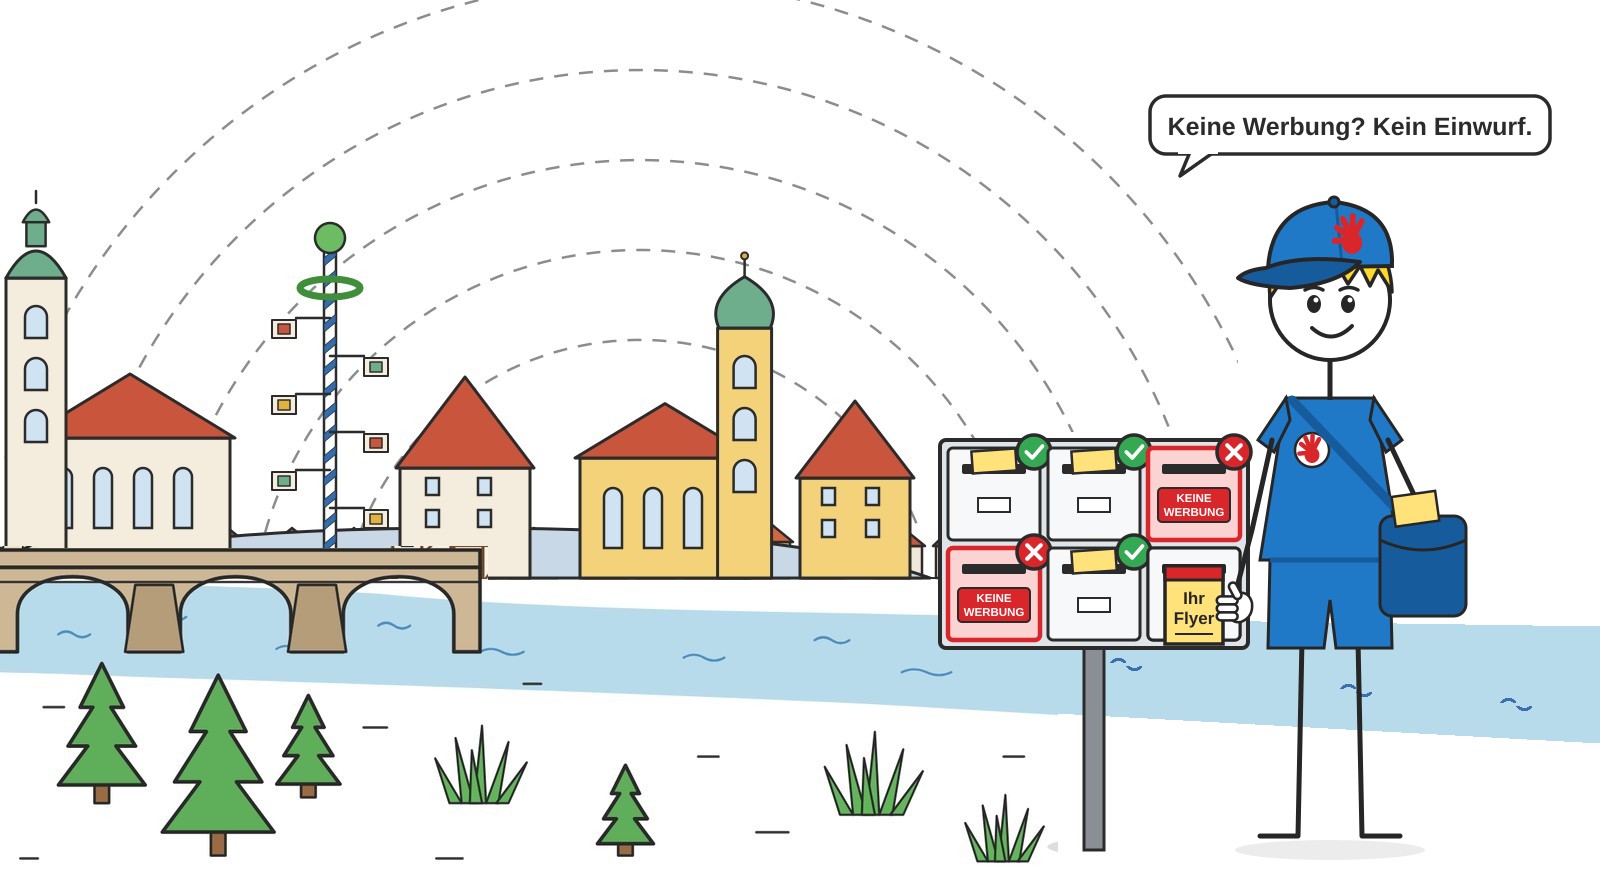 Keine Werbung? Kein Einwurf.
KEINE
WERBUNG
KEINE
WERBUNG
Ihr
Flyer